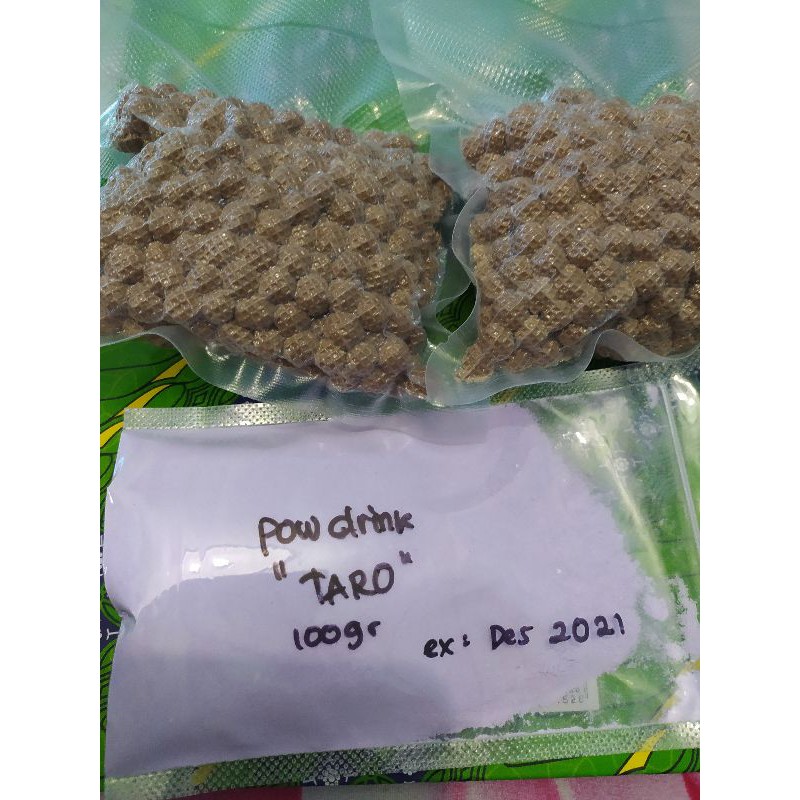 pow drink
"TARO"
100gr
ex: Des 2021